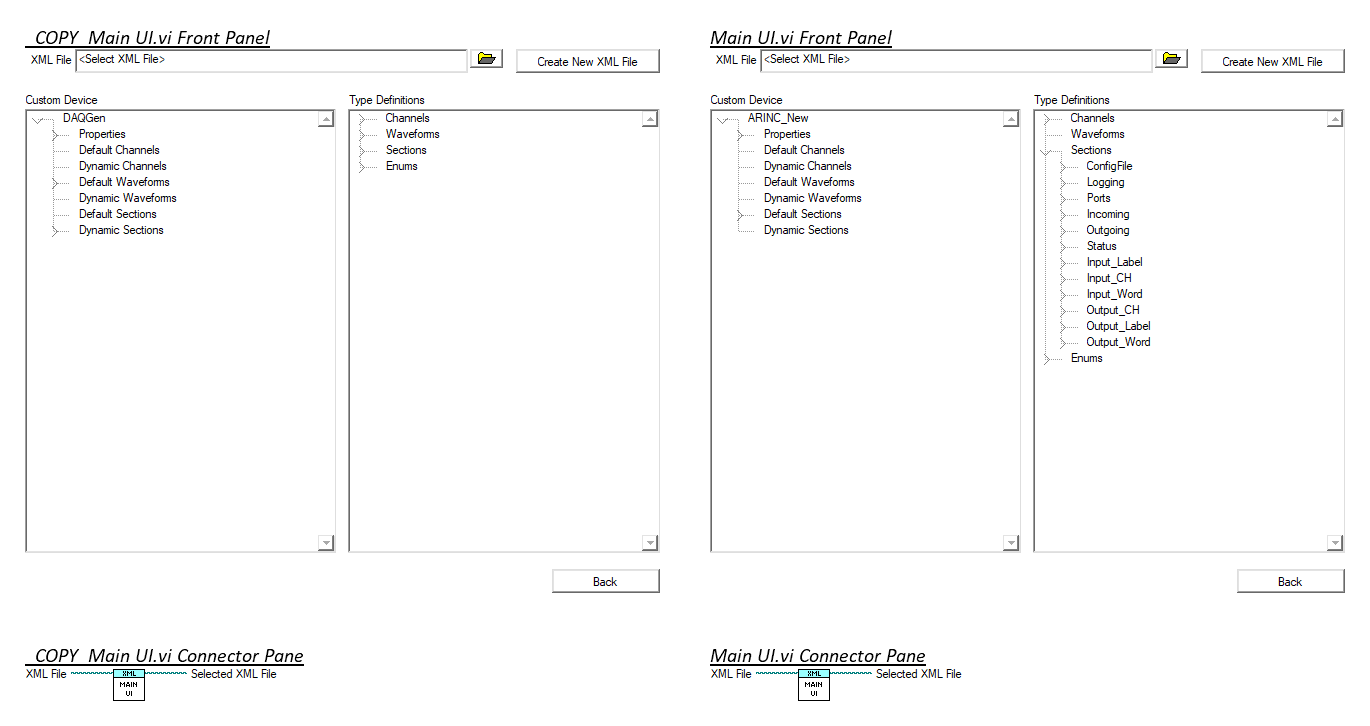 COPY Main UI.vi Front Panel
XML File <Select XML File> Create New XML File
Custom Device Type Definitions
DAQGen
Properties
Default Channels
Dynamic Channels
Default Waveforms
Dynamic Waveforms
Default Sections
Dynamic Sections
Channels
Waveforms
Sections
Enums
Back
COPY Main UI.vi Connector Pane
XML File XML MAIN UI Selected XML File
Main UI.vi Front Panel
XML File <Select XML File> Create New XML File
Custom Device Type Definitions
ARINC_New
Properties
Default Channels
Dynamic Channels
Default Waveforms
Dynamic Waveforms
Default Sections
Dynamic Sections
Channels
Waveforms
Sections
ConfigFile
Logging
Ports
Incoming
Outgoing
Status
Input_Label
Input_CH
Input_Word
Output_CH
Output_Label
Output_Word
Enums
Back
Main UI.vi Connector Pane
XML File XML MAIN UI Selected XML File